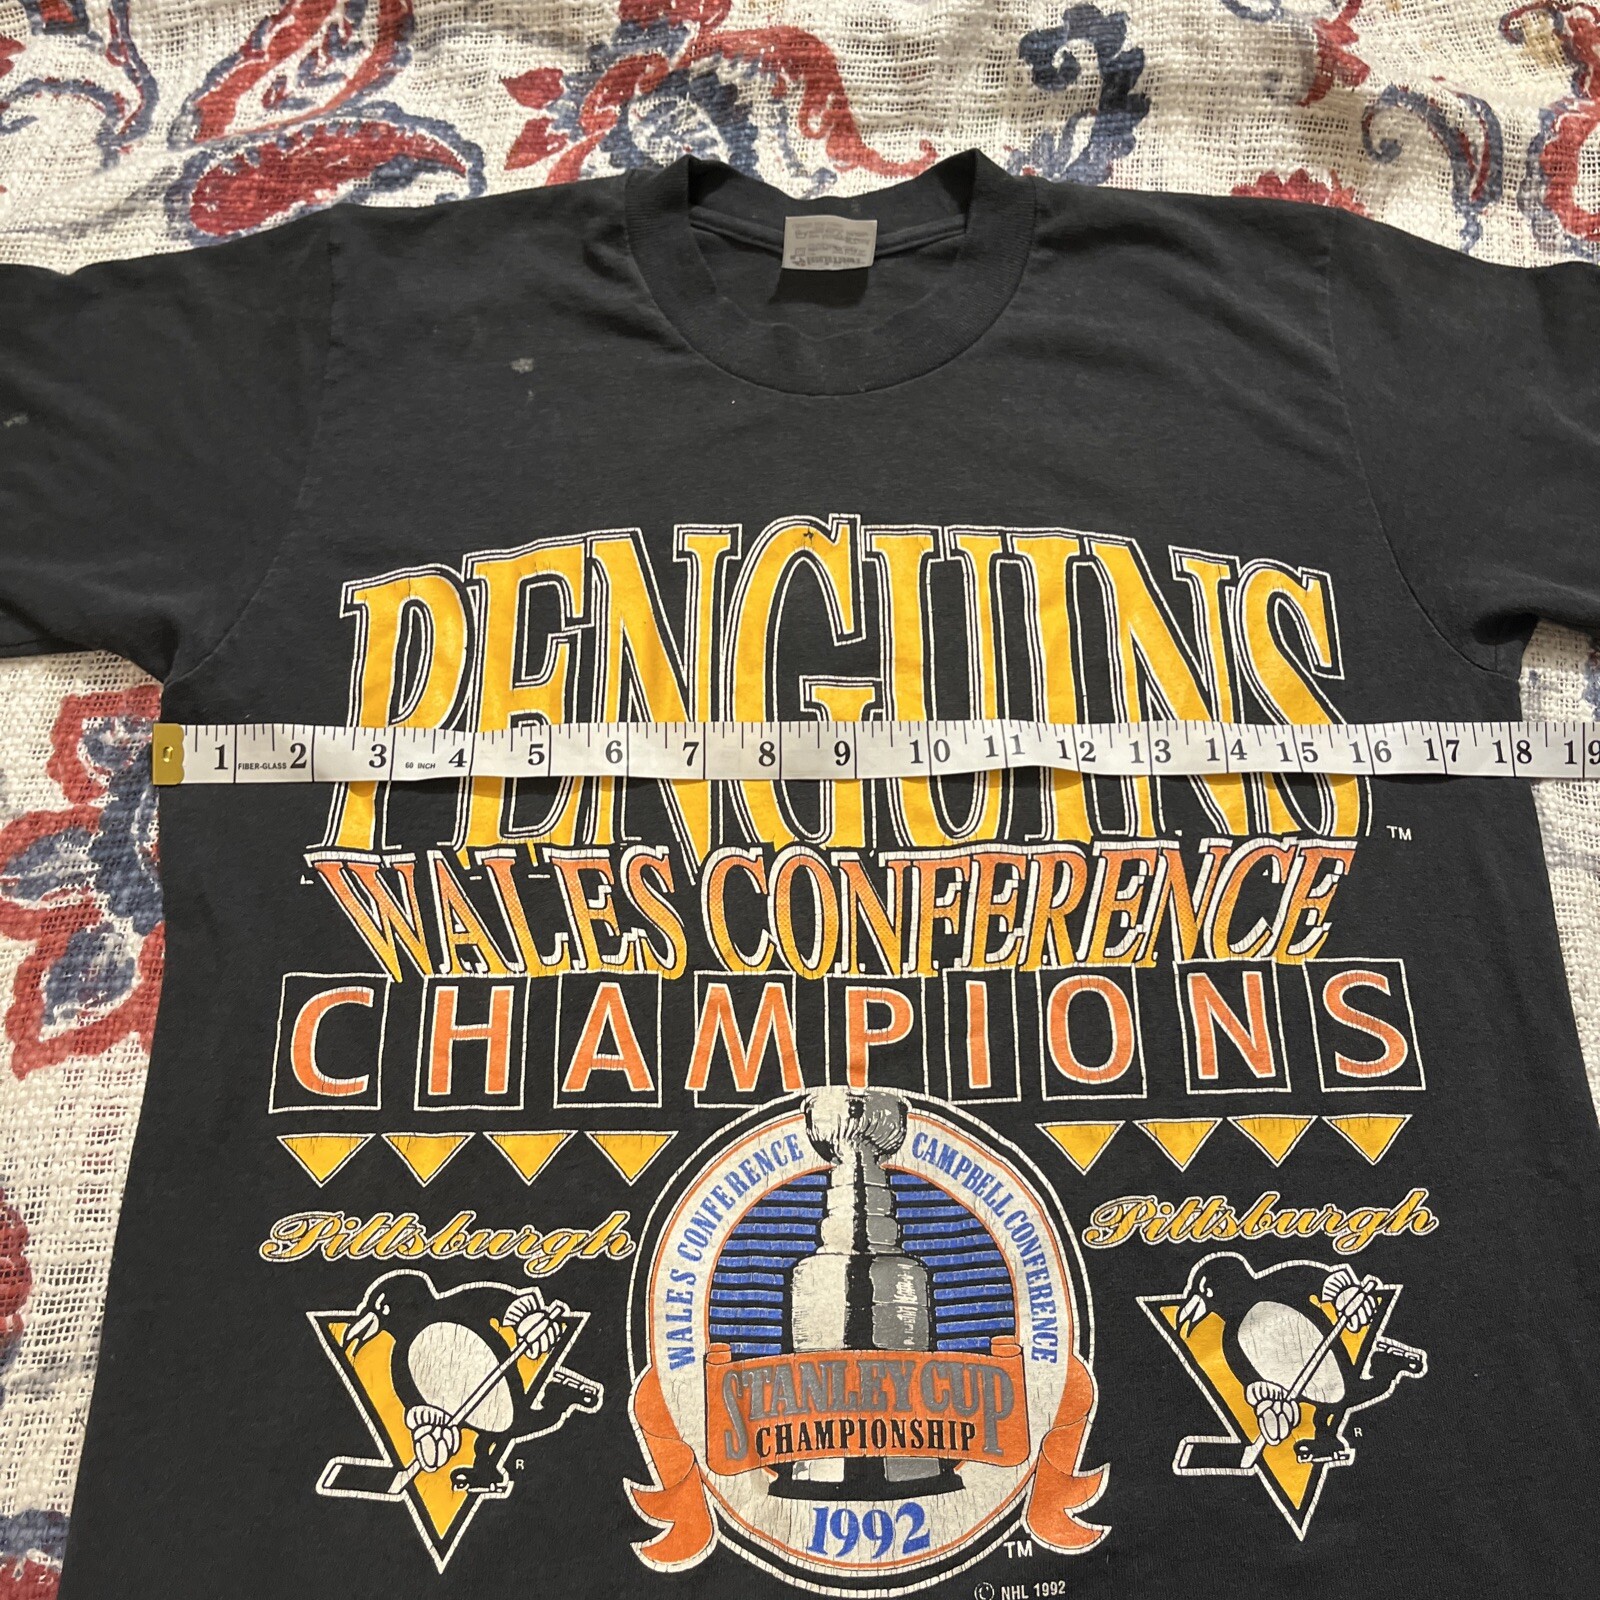 PENGUINS
1 2 3 4 5 6 7 8 9 10 11 12 13 14 15 16 17 18 19
FIBER-GLASS 60 INCH
TM
WALES CONFERENCE
CHAMPIONS
WALES CONFERENCE CAMPBELL CONFERENCE
Pittsburgh
Pittsburgh
STANLEY CUP
CHAMPIONSHIP
R
R
1992
TM
© NHL 1992